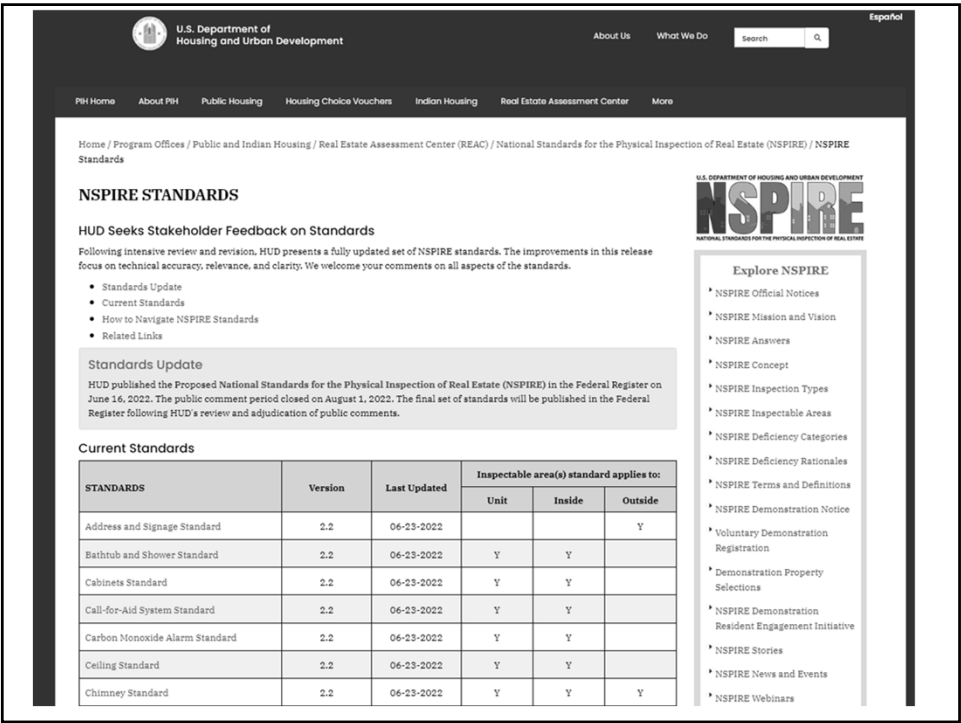 Español
U.S. Department of
Housing and Urban Development
About Us What We Do Search
PIH Home About PIH Public Housing Housing Choice Vouchers Indian Housing Real Estate Assessment Center More
Home / Program Offices / Public and Indian Housing / Real Estate Assessment Center (REAC) / National Standards for the Physical Inspection of Real Estate (NSPIRE) / NSPIRE
Standards
NSPIRE STANDARDS
HUD Seeks Stakeholder Feedback on Standards
Following intensive review and revision, HUD presents a fully updated set of NSPIRE standards. The improvements in this release
focus on technical accuracy, relevance, and clarity. We welcome your comments on all aspects of the standards.
• Standards Update
• Current Standards
• How to Navigate NSPIRE Standards
• Related Links
Standards Update
HUD published the Proposed National Standards for the Physical Inspection of Real Estate (NSPIRE) in the Federal Register on
June 16, 2022. The public comment period closed on August 1, 2022. The final set of standards will be published in the Federal
Register following HUD's review and adjudication of public comments.
Current Standards
STANDARDS Version Last Updated Inspectable area(s) standard applies to:
Unit Inside Outside
Address and Signage Standard 2.2 06-23-2022 Y
Bathtub and Shower Standard 2.2 06-23-2022 Y Y
Cabinets Standard 2.2 06-23-2022 Y Y
Call-for-Aid System Standard 2.2 06-23-2022 Y Y
Carbon Monoxide Alarm Standard 2.2 06-23-2022 Y Y
Ceiling Standard 2.2 06-23-2022 Y Y
Chimney Standard 2.2 06-23-2022 Y Y Y
U.S. DEPARTMENT OF HOUSING AND URBAN DEVELOPMENT
NSPIRE
NATIONAL STANDARDS FOR THE PHYSICAL INSPECTION OF REAL ESTATE
Explore NSPIRE
NSPIRE Official Notices
NSPIRE Mission and Vision
NSPIRE Answers
NSPIRE Concept
NSPIRE Inspection Types
NSPIRE Inspectable Areas
NSPIRE Deficiency Categories
NSPIRE Deficiency Rationales
NSPIRE Terms and Definitions
NSPIRE Demonstration Notice
Voluntary Demonstration
Registration
Demonstration Property
Selections
NSPIRE Demonstration
Resident Engagement Initiative
NSPIRE Stories
NSPIRE News and Events
NSPIRE Webinars